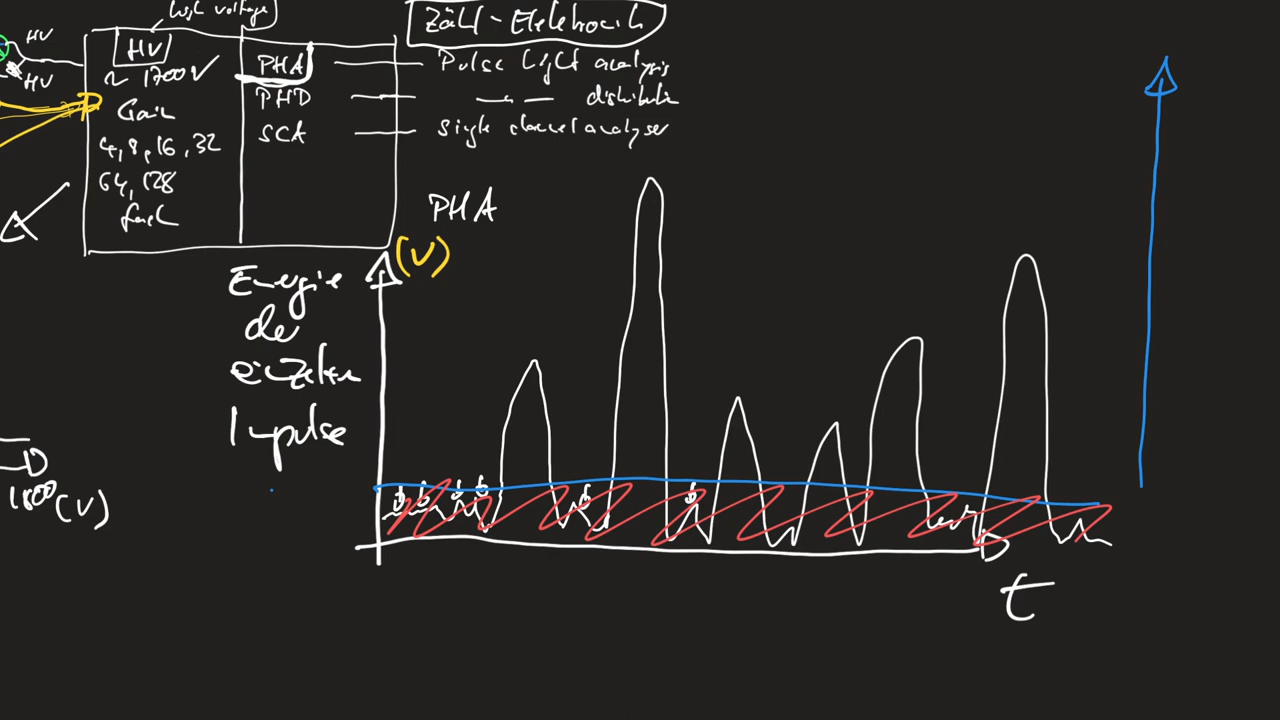 high voltage
Zähl-Elektronik
HV
HV
HV
~ 1700V
Gain
4, 8, 16, 32
64, 128
fach
PHA
PHD
SCA
Pulse hight analysis
— — distribution
Single channel analyser
PHA
(V)
Energie
der
einzelnen
Impulse
1800 (V)
t